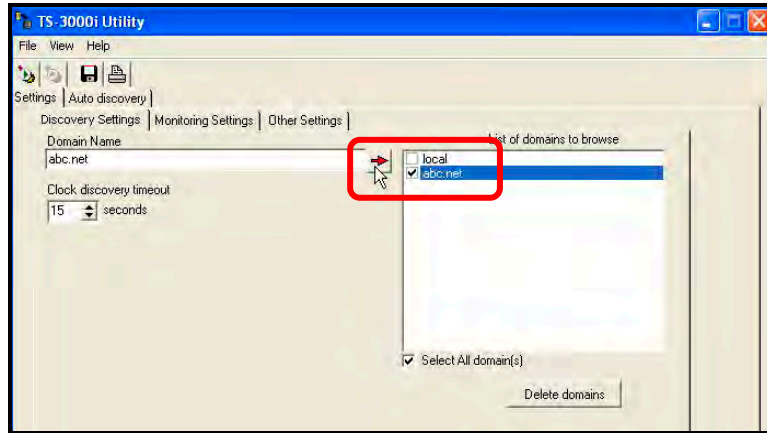 TS-3000i Utility
File View Help
Settings Auto discovery
Discovery Settings Monitoring Settings Other Settings
Domain Name
List of domains to browse
abc.net
local
abc.net
Clock discovery timeout
15 seconds
Select All domain(s)
Delete domains